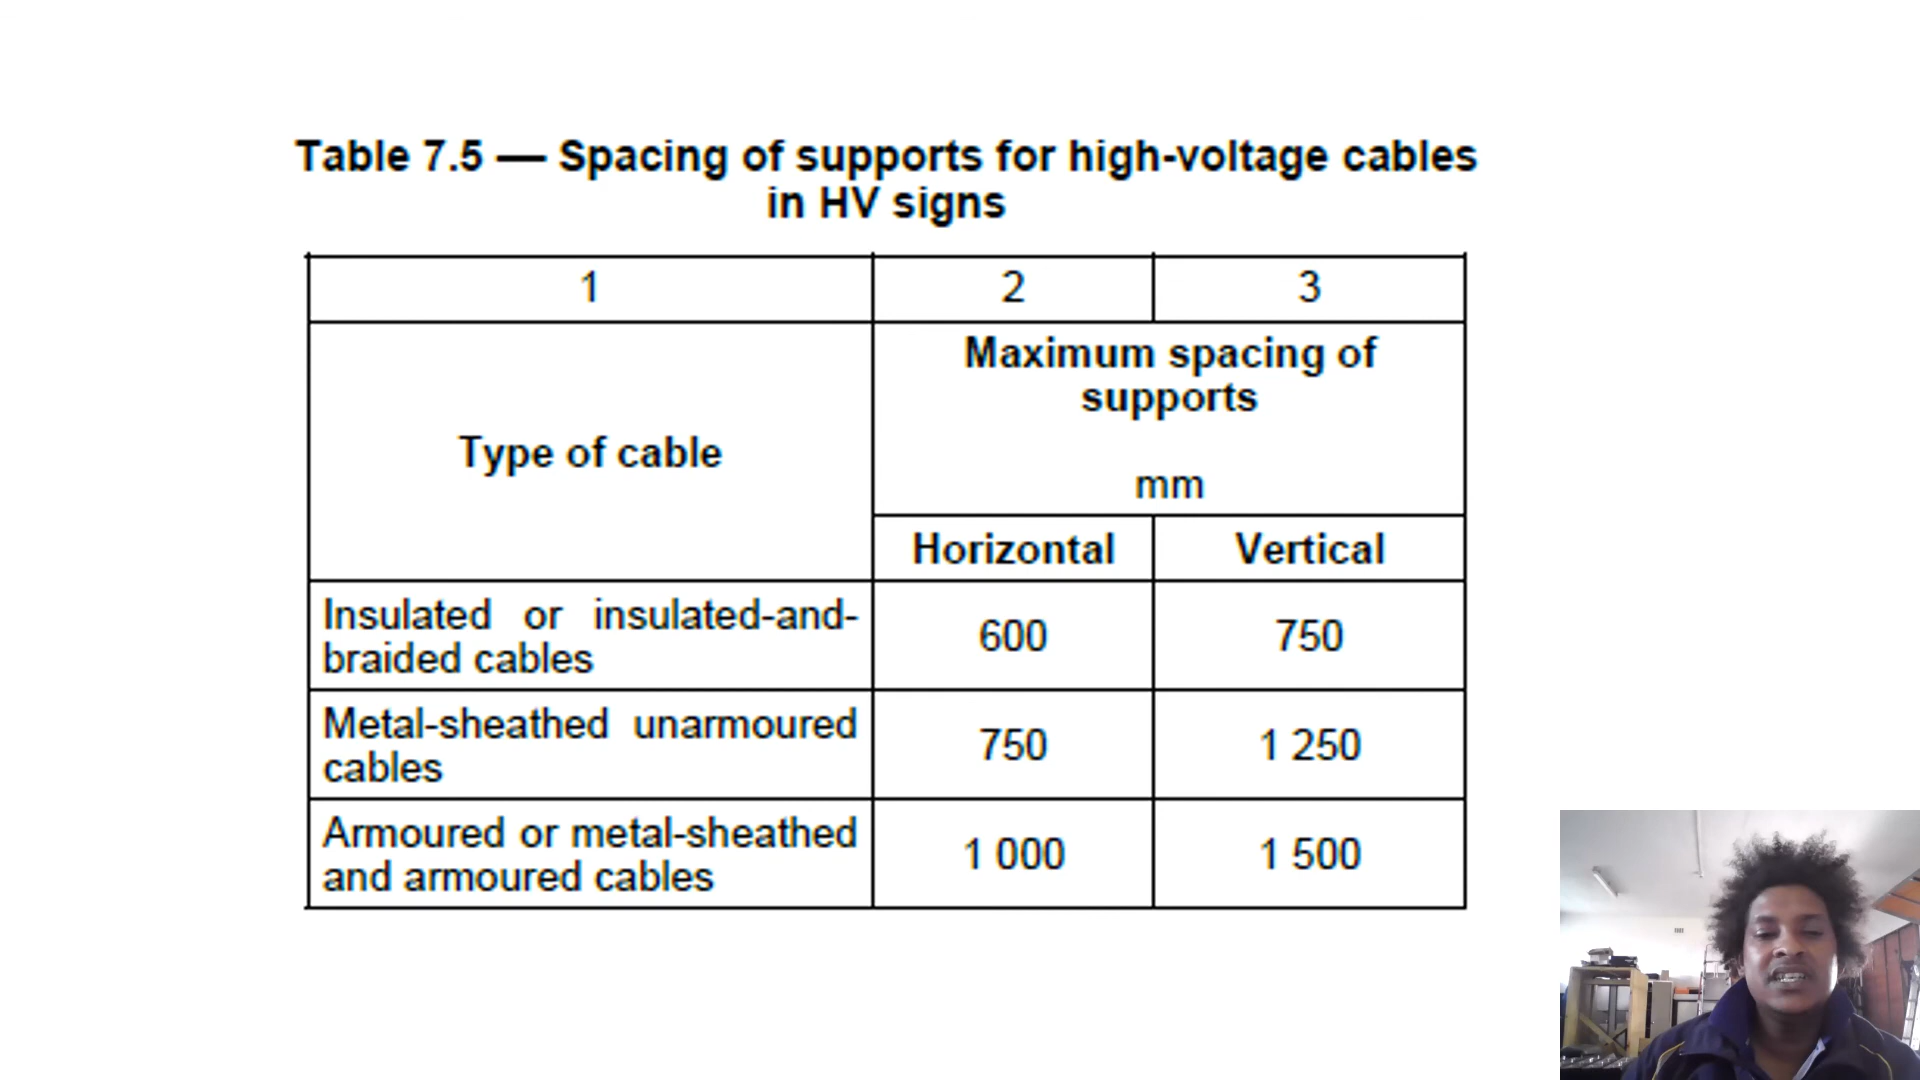 Table 7.5 — Spacing of supports for high-voltage cables
in HV signs
1 2 3
Type of cable
Maximum spacing of
supports
mm
Horizontal Vertical
Insulated or insulated-and-
braided cables
600 750
Metal-sheathed unarmoured
cables
750 1 250
Armoured or metal-sheathed
and armoured cables
1 000 1 500